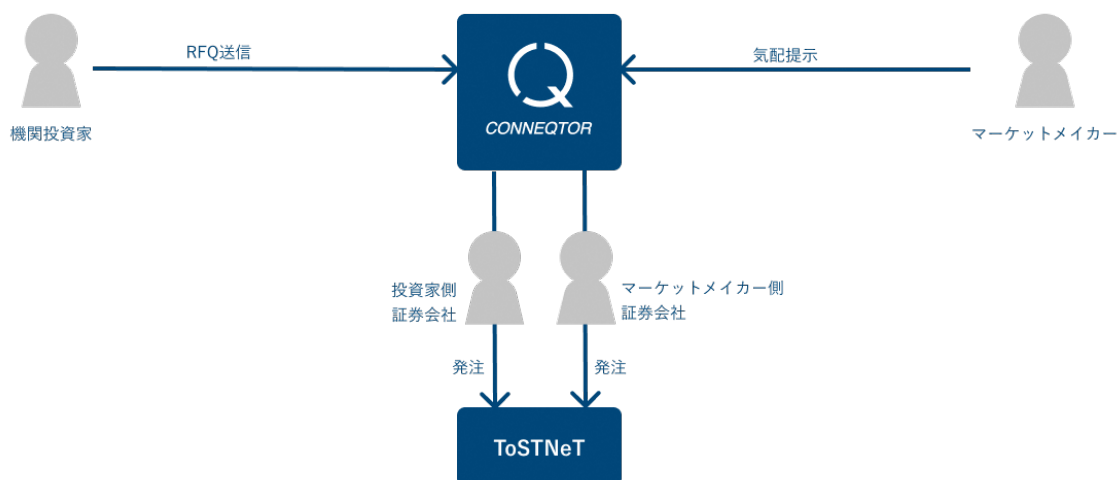 RFQ送信
気配提示
CONNEQTOR
機関投資家
マーケットメイカー
投資家側
証券会社
マーケットメイカー側
証券会社
発注
発注
ToSTNeT